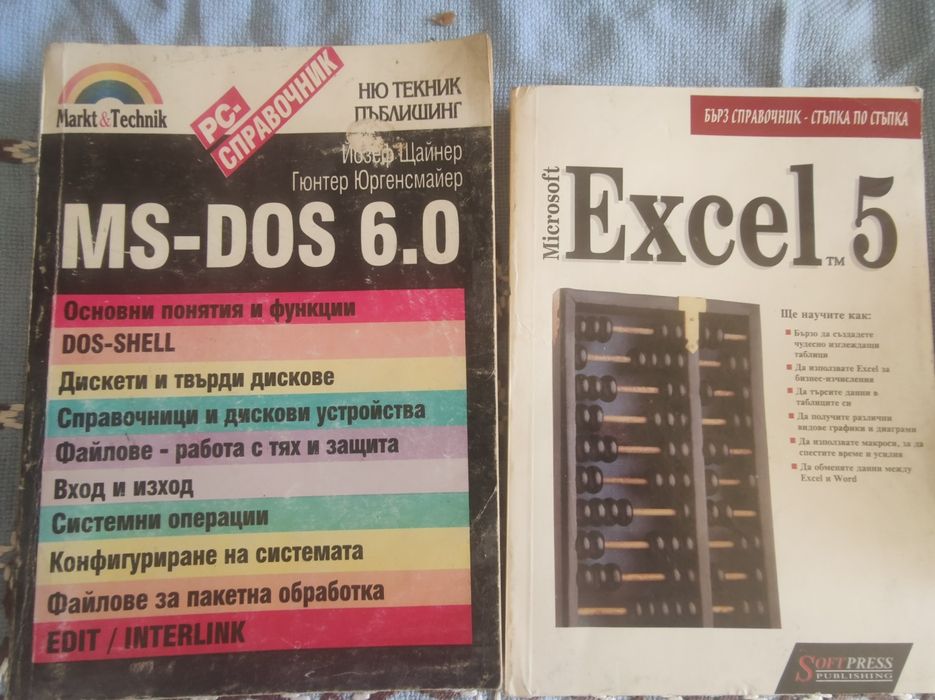 Markt&Technik
PC-
СПРАВОЧНИК
НЮ ТЕКНИК
ПЪБЛИШИНГ
Йозеф Щайнер
Гюнтер Юргенсмайер
MS-DOS 6.0
Основни понятия и функции
DOS-SHELL
Дискети и твърди дискове
Справочници и дискови устройства
Файлове - работа с тях и защита
Вход и изход
Системни операции
Конфигуриране на системата
Файлове за пакетна обработка
EDIT / INTERLINK
БЪРЗ СПРАВОЧНИК - СТЪПКА ПО СТЪПКА
Microsoft
Excel™ 5
Ще научите как:
Бързо да създадете
чудесно изглеждащи
таблици
Да използвате Excel за
бизнес-изчисления
Да търсите данни в
таблиците си
Да получите различни
видове графики и диаграми
Да използвате макроси, за да
спестите време и усилия
Да обменяте данни между
Excel и Word
SOFTPRESS
PUBLISHING